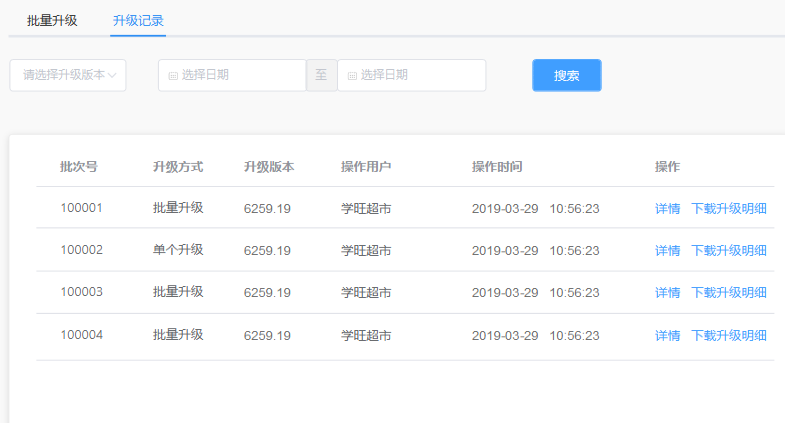 批量升级 升级记录
请选择升级版本 选择日期 至 选择日期 搜索
批次号 升级方式 升级版本 操作用户 操作时间 操作
100001 批量升级 6259.19 学旺超市 2019-03-29 10:56:23 详情 下载升级明细
100002 单个升级 6259.19 学旺超市 2019-03-29 10:56:23 详情 下载升级明细
100003 批量升级 6259.19 学旺超市 2019-03-29 10:56:23 详情 下载升级明细
100004 批量升级 6259.19 学旺超市 2019-03-29 10:56:23 详情 下载升级明细